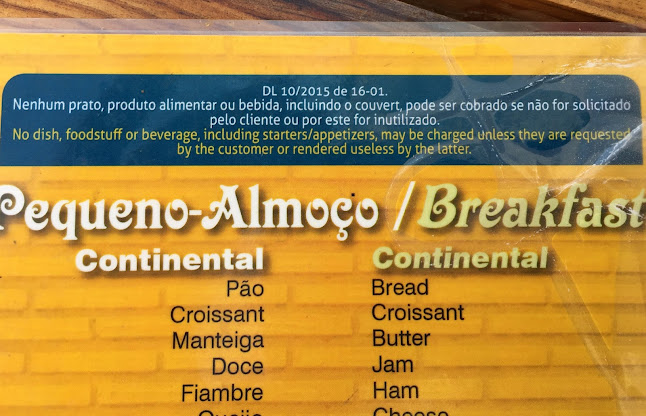 DL 10/2015 de 16-01.
Nenhum prato, produto alimentar ou bebida, incluindo o couvert, pode ser cobrado se não for solicitado
pelo cliente ou por este for inutilizado.
No dish, foodstuff or beverage, including starters/appetizers, may be charged unless they are requested
by the customer or rendered useless by the latter.
Pequeno-Almoço / Breakfast
Continental Continental
Pão Bread
Croissant Croissant
Manteiga Butter
Doce Jam
Fiambre Ham
Queijo Cheese